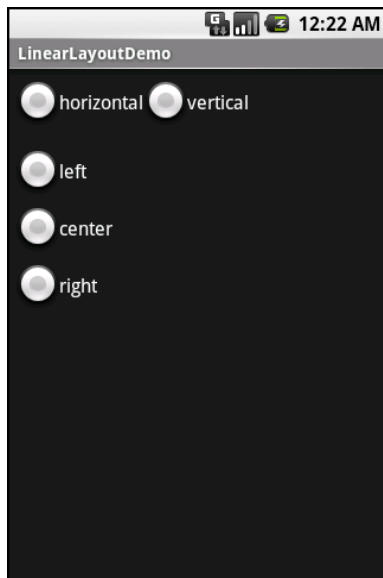 G 12:22 AM
LinearLayoutDemo
horizontal vertical
left
center
right